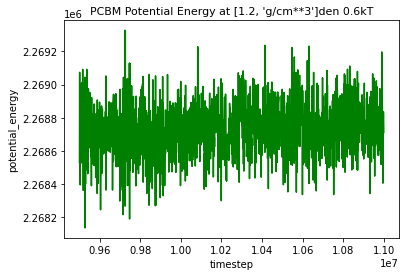 PCBM Potential Energy at [1.2, 'g/cm**3']den 0.6kT
1e6
2.2692
2.2690
2.2688
2.2686
2.2684
2.2682
potential_energy
0.96 0.98 1.00 1.02 1.04 1.06 1.08 1.10
timestep
1e7